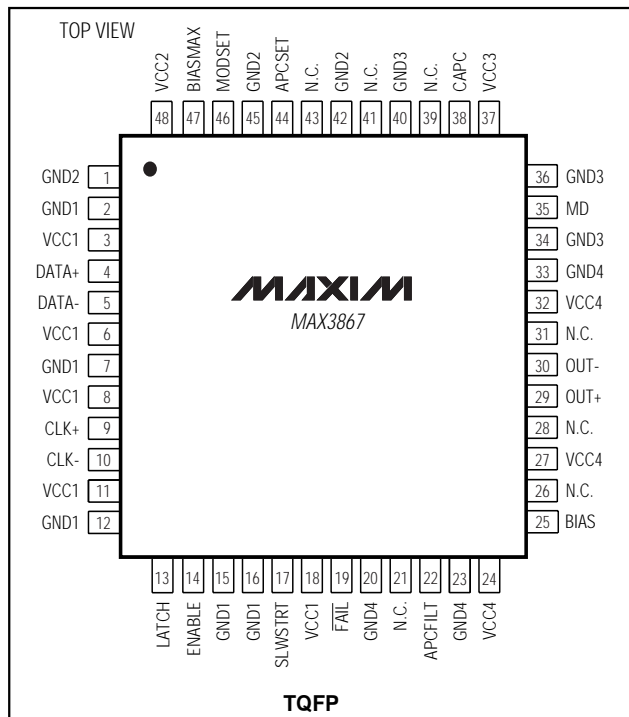 TOP VIEW
VCC2 BIASMAX MODSET GND2 APCSET N.C. GND2 N.C. GND3 N.C. CAPC VCC3
48 47 46 45 44 43 42 41 40 39 38 37
GND2 1
GND1 2
VCC1 3
DATA+ 4
DATA- 5
VCC1 6
GND1 7
VCC1 8
CLK+ 9
CLK- 10
VCC1 11
GND1 12
MAXIM
MAX3867
36 GND3
35 MD
34 GND3
33 GND4
32 VCC4
31 N.C.
30 OUT-
29 OUT+
28 N.C.
27 VCC4
26 N.C.
25 BIAS
13 14 15 16 17 18 19 20 21 22 23 24
LATCH ENABLE GND1 GND1 SLWSTRT VCC1 FAIL GND4 N.C. APCFILT GND4 VCC4
TQFP